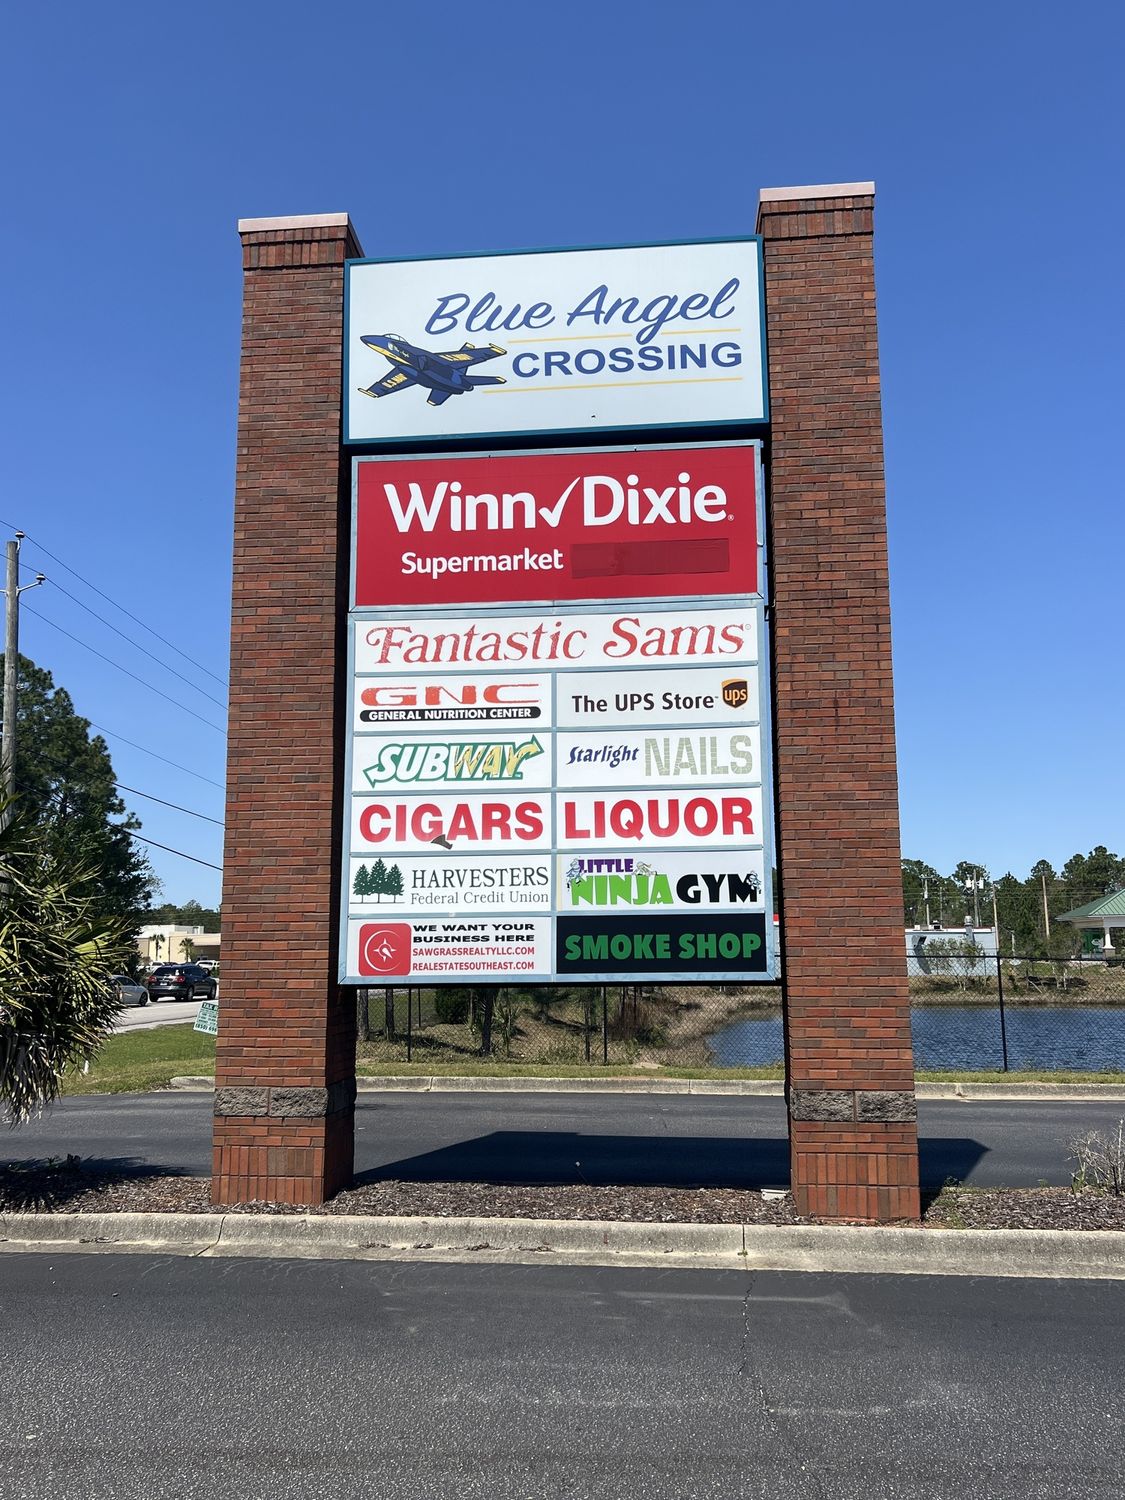 Blue Angel
CROSSING
U.S. NAVY
Winn✓Dixie®
Supermarket
Fantastic Sams
GNC
GENERAL NUTRITION CENTER
The UPS Store
ups
SUBWAY
Starlight NAILS
CIGARS
LIQUOR
HARVESTERS
Federal Credit Union
LITTLE
NINJA GYM
WE WANT YOUR
BUSINESS HERE
SAWGRASSREALTYLLC.COM
REALESTATESOUTHEAST.COM
SMOKE SHOP